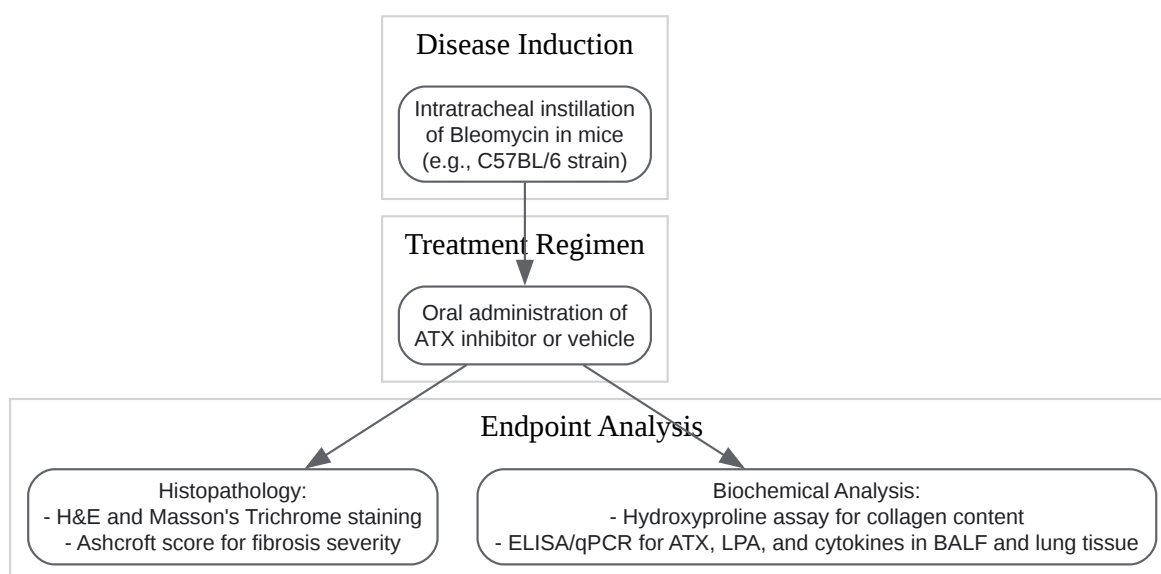 Disease Induction
Intratracheal instillation
of Bleomycin in mice
(e.g., C57BL/6 strain)
Treatment Regimen
Oral administration of
ATX inhibitor or vehicle
Endpoint Analysis
Histopathology:
- H&E and Masson's Trichrome staining
- Ashcroft score for fibrosis severity
Biochemical Analysis:
- Hydroxyproline assay for collagen content
- ELISA/qPCR for ATX, LPA, and cytokines in BALF and lung tissue